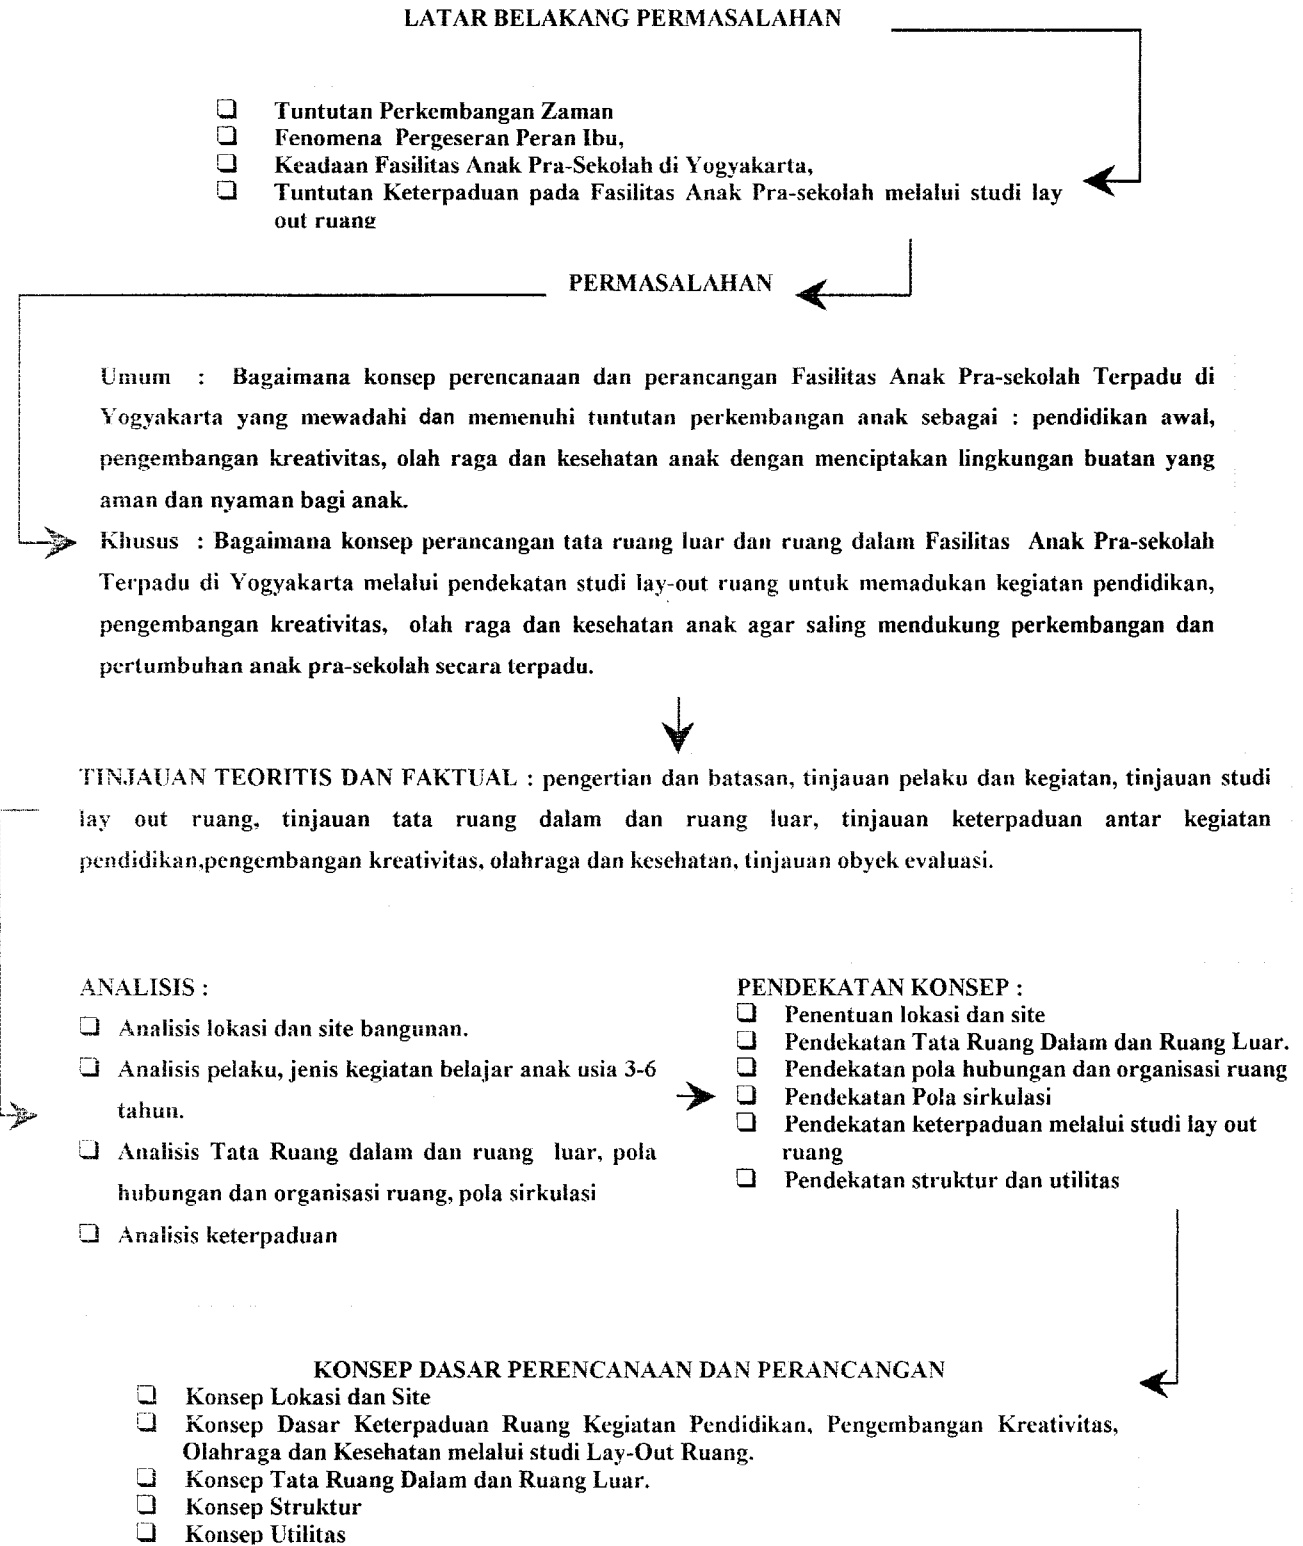 LATAR BELAKANG PERMASALAHAN
❑ Tuntutan Perkembangan Zaman
❑ Fenomena Pergeseran Peran Ibu,
❑ Keadaan Fasilitas Anak Pra-Sekolah di Yogyakarta,
❑ Tuntutan Keterpaduan pada Fasilitas Anak Pra-sekolah melalui studi lay
out ruang
PERMASALAHAN
Umum : Bagaimana konsep perencanaan dan perancangan Fasilitas Anak Pra-sekolah Terpadu di
Yogyakarta yang mewadahi dan memenuhi tuntutan perkembangan anak sebagai : pendidikan awal,
pengembangan kreativitas, olah raga dan kesehatan anak dengan menciptakan lingkungan buatan yang
aman dan nyaman bagi anak.
Khusus : Bagaimana konsep perancangan tata ruang luar dan ruang dalam Fasilitas Anak Pra-sekolah
Terpadu di Yogyakarta melalui pendekatan studi lay-out ruang untuk memadukan kegiatan pendidikan,
pengembangan kreativitas, olah raga dan kesehatan anak agar saling mendukung perkembangan dan
pertumbuhan anak pra-sekolah secara terpadu.
TINJAUAN TEORITIS DAN FAKTUAL : pengertian dan batasan, tinjauan pelaku dan kegiatan, tinjauan studi
lay out ruang, tinjauan tata ruang dalam dan ruang luar, tinjauan keterpaduan antar kegiatan
pendidikan,pengembangan kreativitas, olahraga dan kesehatan, tinjauan obyek evaluasi.
ANALISIS :
❑ Analisis lokasi dan site bangunan.
❑ Analisis pelaku, jenis kegiatan belajar anak usia 3-6
tahun.
❑ Analisis Tata Ruang dalam dan ruang luar, pola
hubungan dan organisasi ruang, pola sirkulasi
❑ Analisis keterpaduan
PENDEKATAN KONSEP :
❑ Penentuan lokasi dan site
❑ Pendekatan Tata Ruang Dalam dan Ruang Luar.
❑ Pendekatan pola hubungan dan organisasi ruang
❑ Pendekatan Pola sirkulasi
❑ Pendekatan keterpaduan melalui studi lay out
ruang
❑ Pendekatan struktur dan utilitas
KONSEP DASAR PERENCANAAN DAN PERANCANGAN
❑ Konsep Lokasi dan Site
❑ Konsep Dasar Keterpaduan Ruang Kegiatan Pendidikan, Pengembangan Kreativitas,
Olahraga dan Kesehatan melalui studi Lay-Out Ruang.
❑ Konsep Tata Ruang Dalam dan Ruang Luar.
❑ Konsep Struktur
❑ Konsep Utilitas